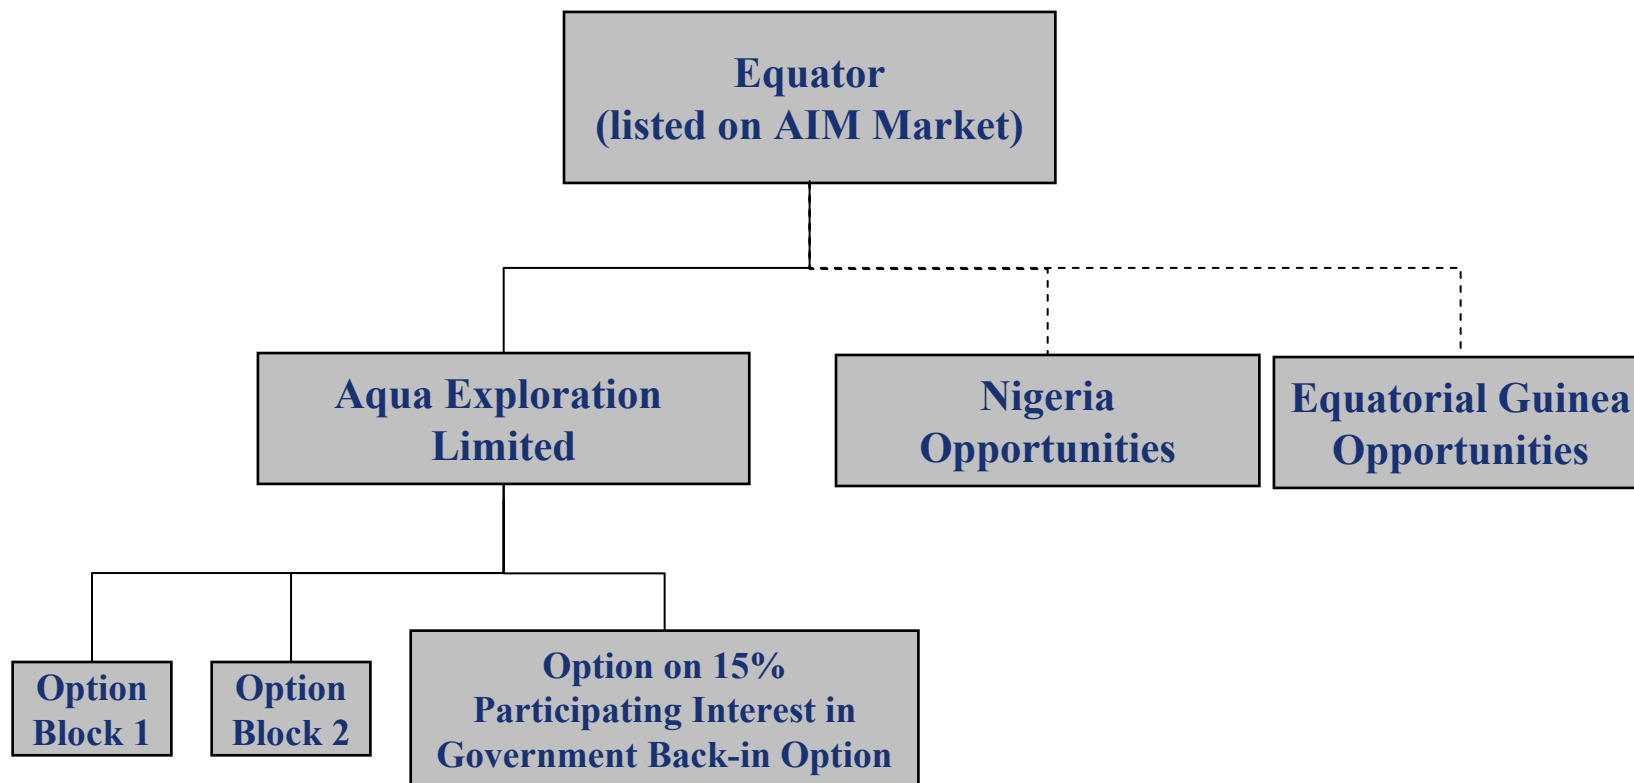 Equator
(listed on AIM Market)
Aqua Exploration
Limited
Nigeria
Opportunities
Equatorial Guinea
Opportunities
Option
Block 1
Option
Block 2
Option on 15%
Participating Interest in
Government Back-in Option